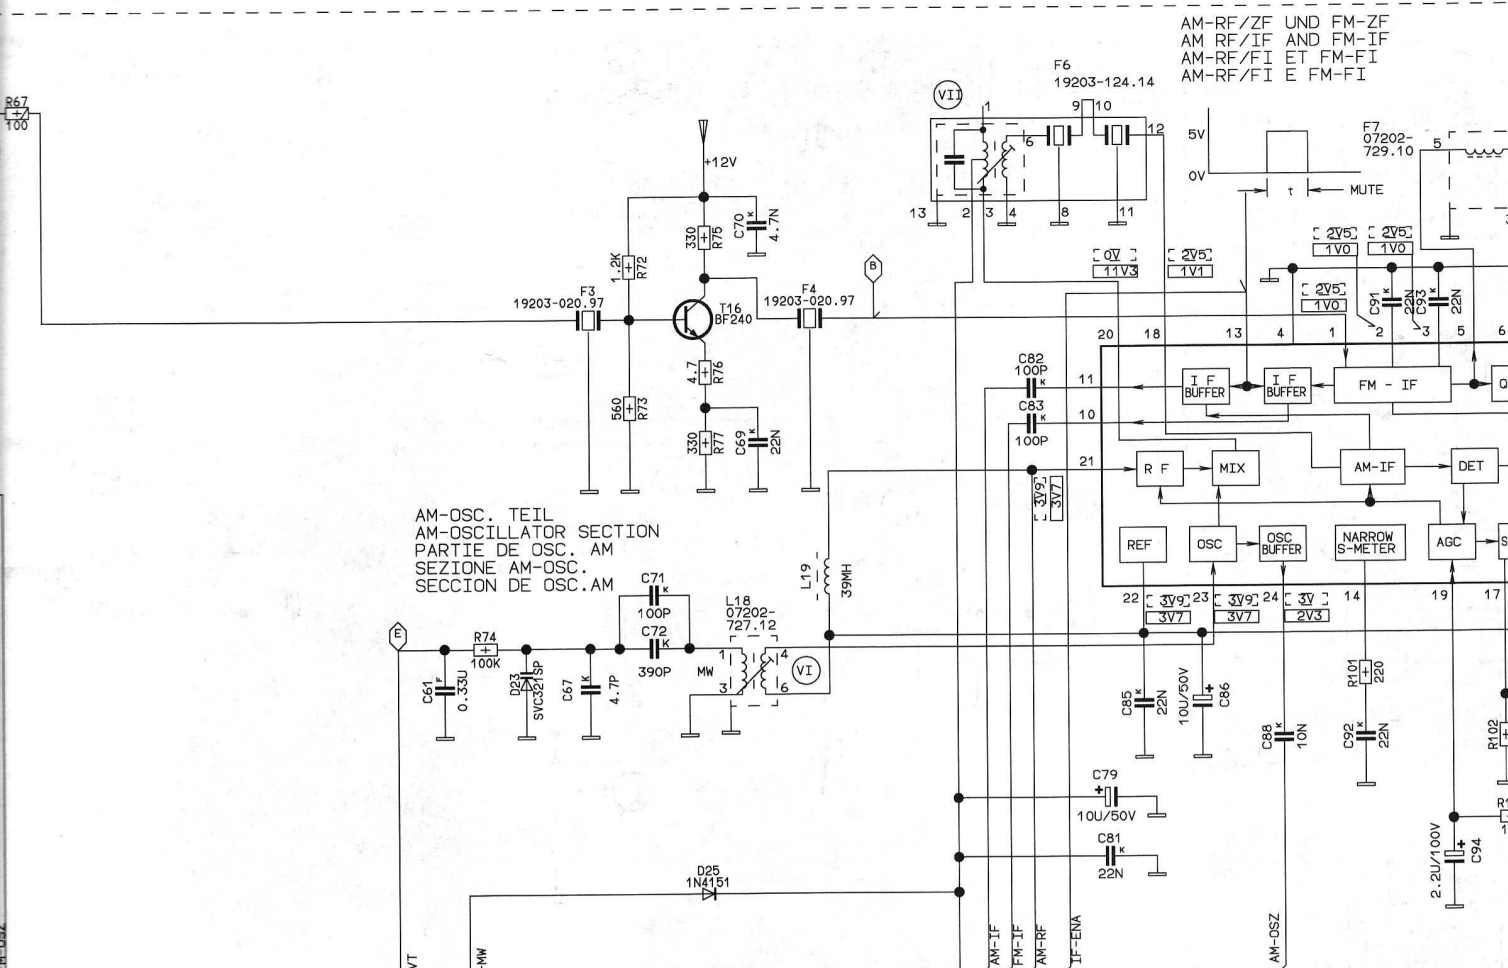 AM-RF/ZF UND FM-ZF
AM RF/IF AND FM-IF
AM-RF/FI ET FM-FI
AM-RF/FI E FM-FI
F6
19203-124.14
VII
1
9
10
12
6
13
2
3
4
8
11
5V
0V
t
MUTE
F7
07202-
729.10
5
R67
100
+12V
330
R75
C70
K
4.7N
1.2K
R72
F3
19203-020.97
T16
BF240
F4
19203-020.97
B
4.7
R76
560
R73
330
R77
C69
K
22N
0V
11V3
2V5
1V1
2V5
1V0
2V5
1V0
2V5
1V0
C91
K
22N
C93
K
22N
20
18
13
4
1
2
3
5
6
C82
100P
K
11
C83
K
100P
10
21
3V9
3V7
IF
BUFFER
IF
BUFFER
FM - IF
Q
RF
MIX
AM-IF
DET
REF
OSC
OSC
BUFFER
NARROW
S-METER
AGC
S
22
3V9
3V7
23
3V9
3V7
24
3V
2V3
14
19
17
AM-OSC. TEIL
AM-OSCILLATOR SECTION
PARTIE DE OSC. AM
SEZIONE AM-OSC.
SECCION DE OSC.AM
L19
39MH
C71
K
100P
C72
K
390P
L18
07202-
727.12
1
4
3
6
MW
VI
E
R74
100K
C61
F
0.33U
D23
SVC321SP
C67
K
4.7P
C85
K
22N
10U/50V
+
C86
C88
K
10N
R101
220
C92
K
22N
R102
C79
+
10U/50V
C81
K
22N
2.2U/100V
+
C94
D25
1N4151
VT
-MW
AM-IF
FM-IF
AM-RF
IF-ENA
AM-OSZ